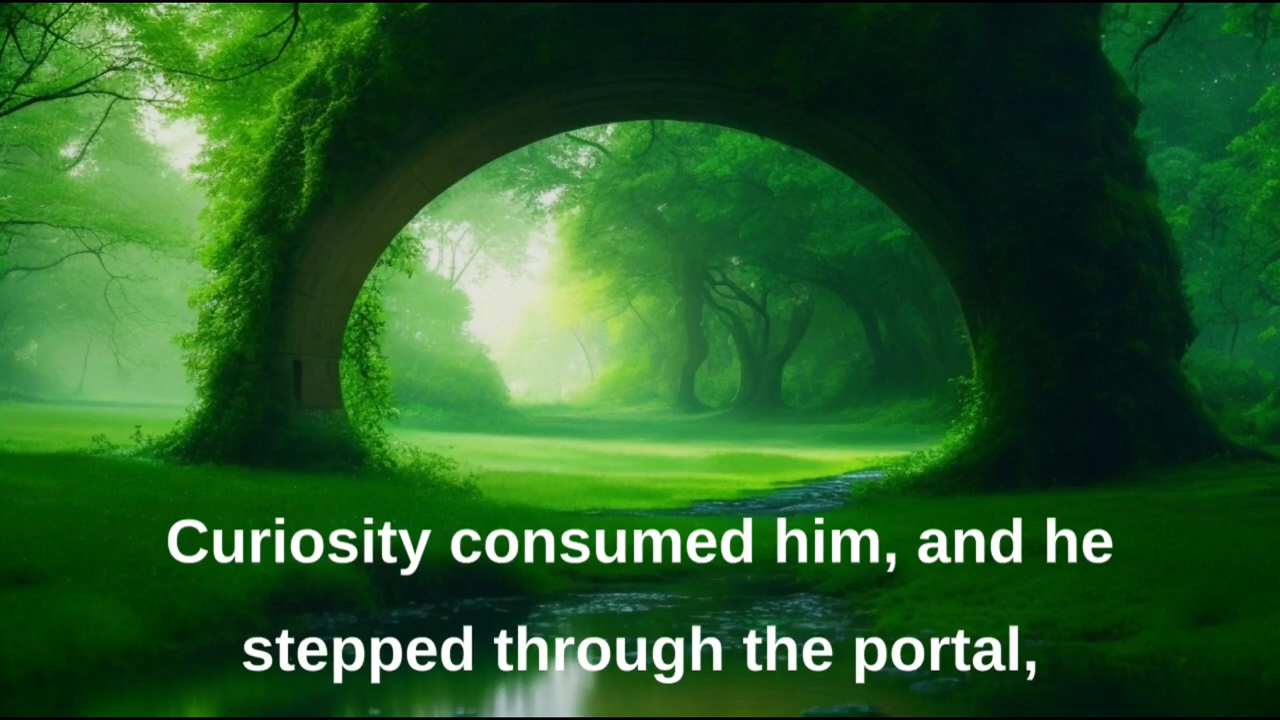 Curiosity consumed him, and he
stepped through the portal,